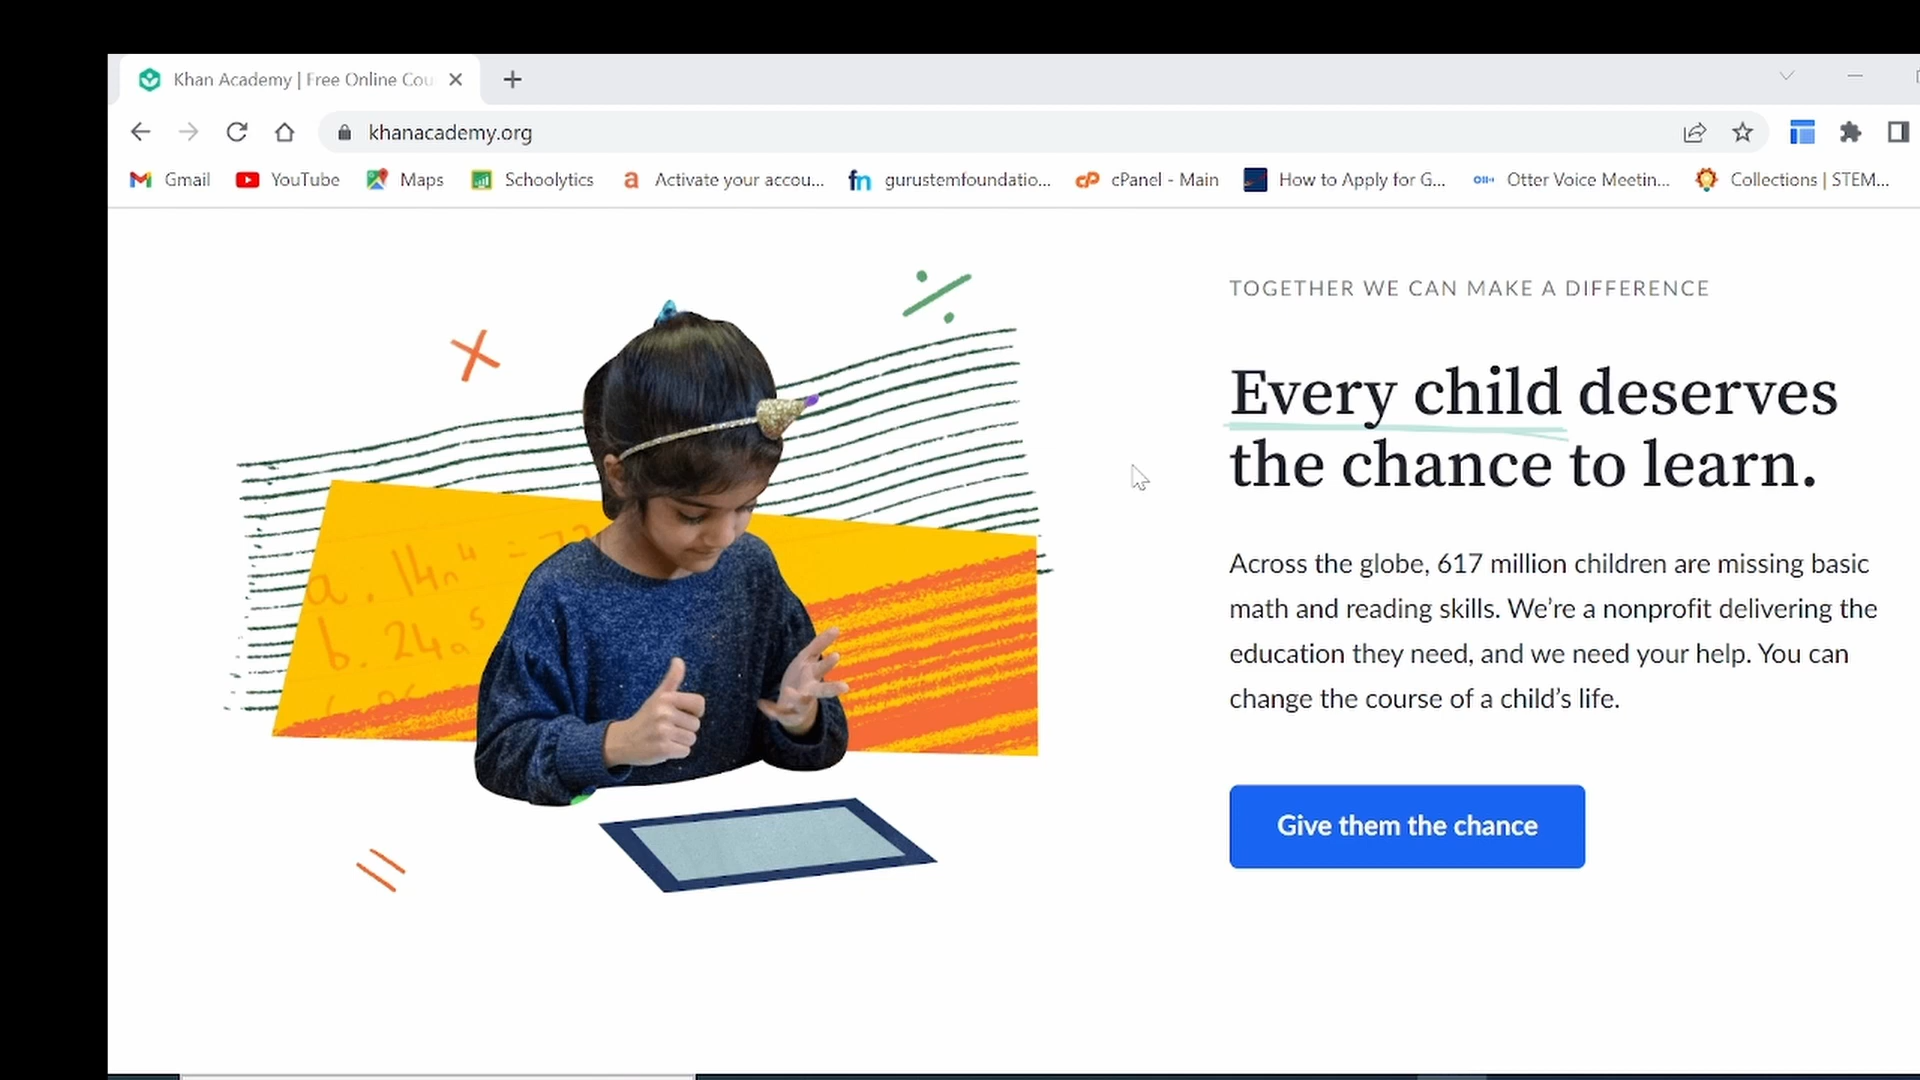 Khan Academy | Free Online Cou
khanacademy.org
Gmail YouTube Maps Schoolytics Activate your accou... gurustemfoundatio... cPanel - Main How to Apply for G... Otter Voice Meetin... Collections | STEM...
TOGETHER WE CAN MAKE A DIFFERENCE
Every child deserves
the chance to learn.
Across the globe, 617 million children are missing basic
math and reading skills. We’re a nonprofit delivering the
education they need, and we need your help. You can
change the course of a child’s life.
Give them the chance
a. 14n⁴ =
b. 24a⁵